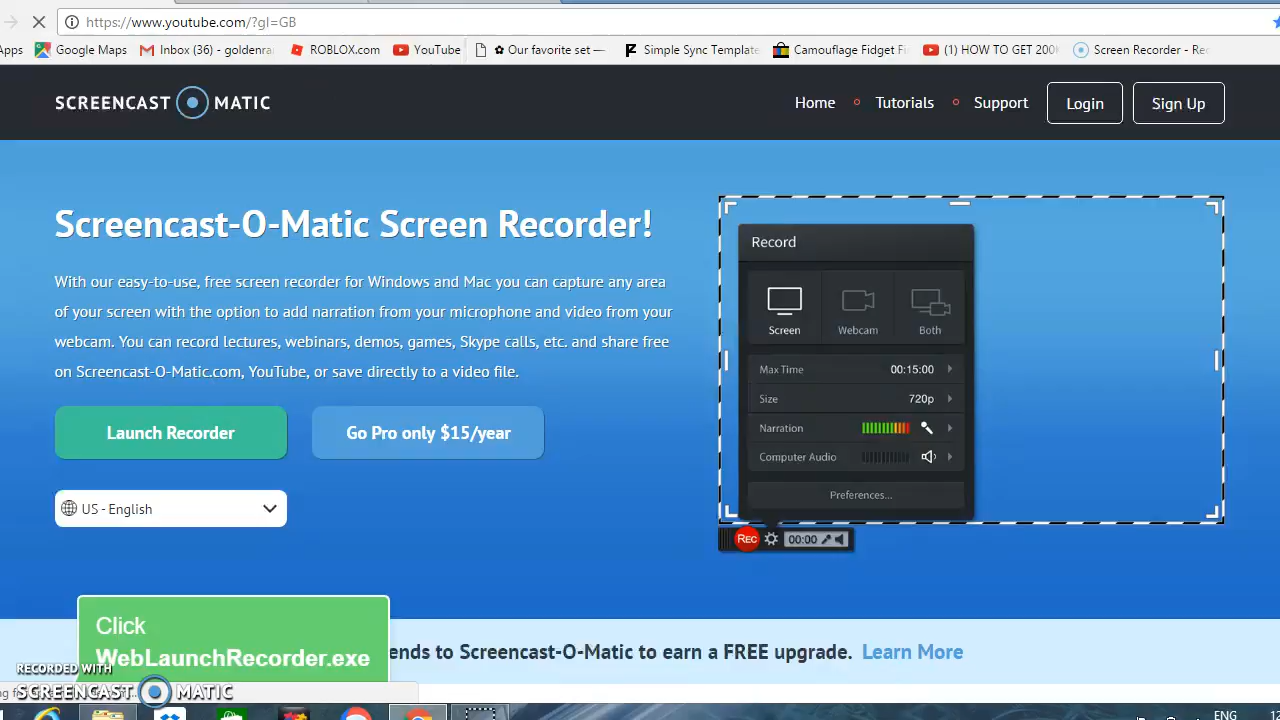 https://www.youtube.com/?gl=GB
Apps Google Maps Inbox (36) - goldenra ROBLOX.com YouTube ✿ Our favorite set — Simple Sync Template Camouflage Fidget Fi (1) HOW TO GET 200K Screen Recorder - Rec
SCREENCAST MATIC
Home Tutorials Support Login Sign Up
Screencast-O-Matic Screen Recorder!
With our easy-to-use, free screen recorder for Windows and Mac you can capture any area
of your screen with the option to add narration from your microphone and video from your
webcam. You can record lectures, webinars, demos, games, Skype calls, etc. and share free
on Screencast-O-Matic.com, YouTube, or save directly to a video file.
Launch Recorder
Go Pro only $15/year
US - English
Record
Screen Webcam Both
Max Time 00:15:00
Size 720p
Narration
Computer Audio
Preferences...
Rec 00:00
Click
WebLaunchRecorder.exe
ends to Screencast-O-Matic to earn a FREE upgrade. Learn More
RECORDED WITH
SCREENCAST MATIC
ENG